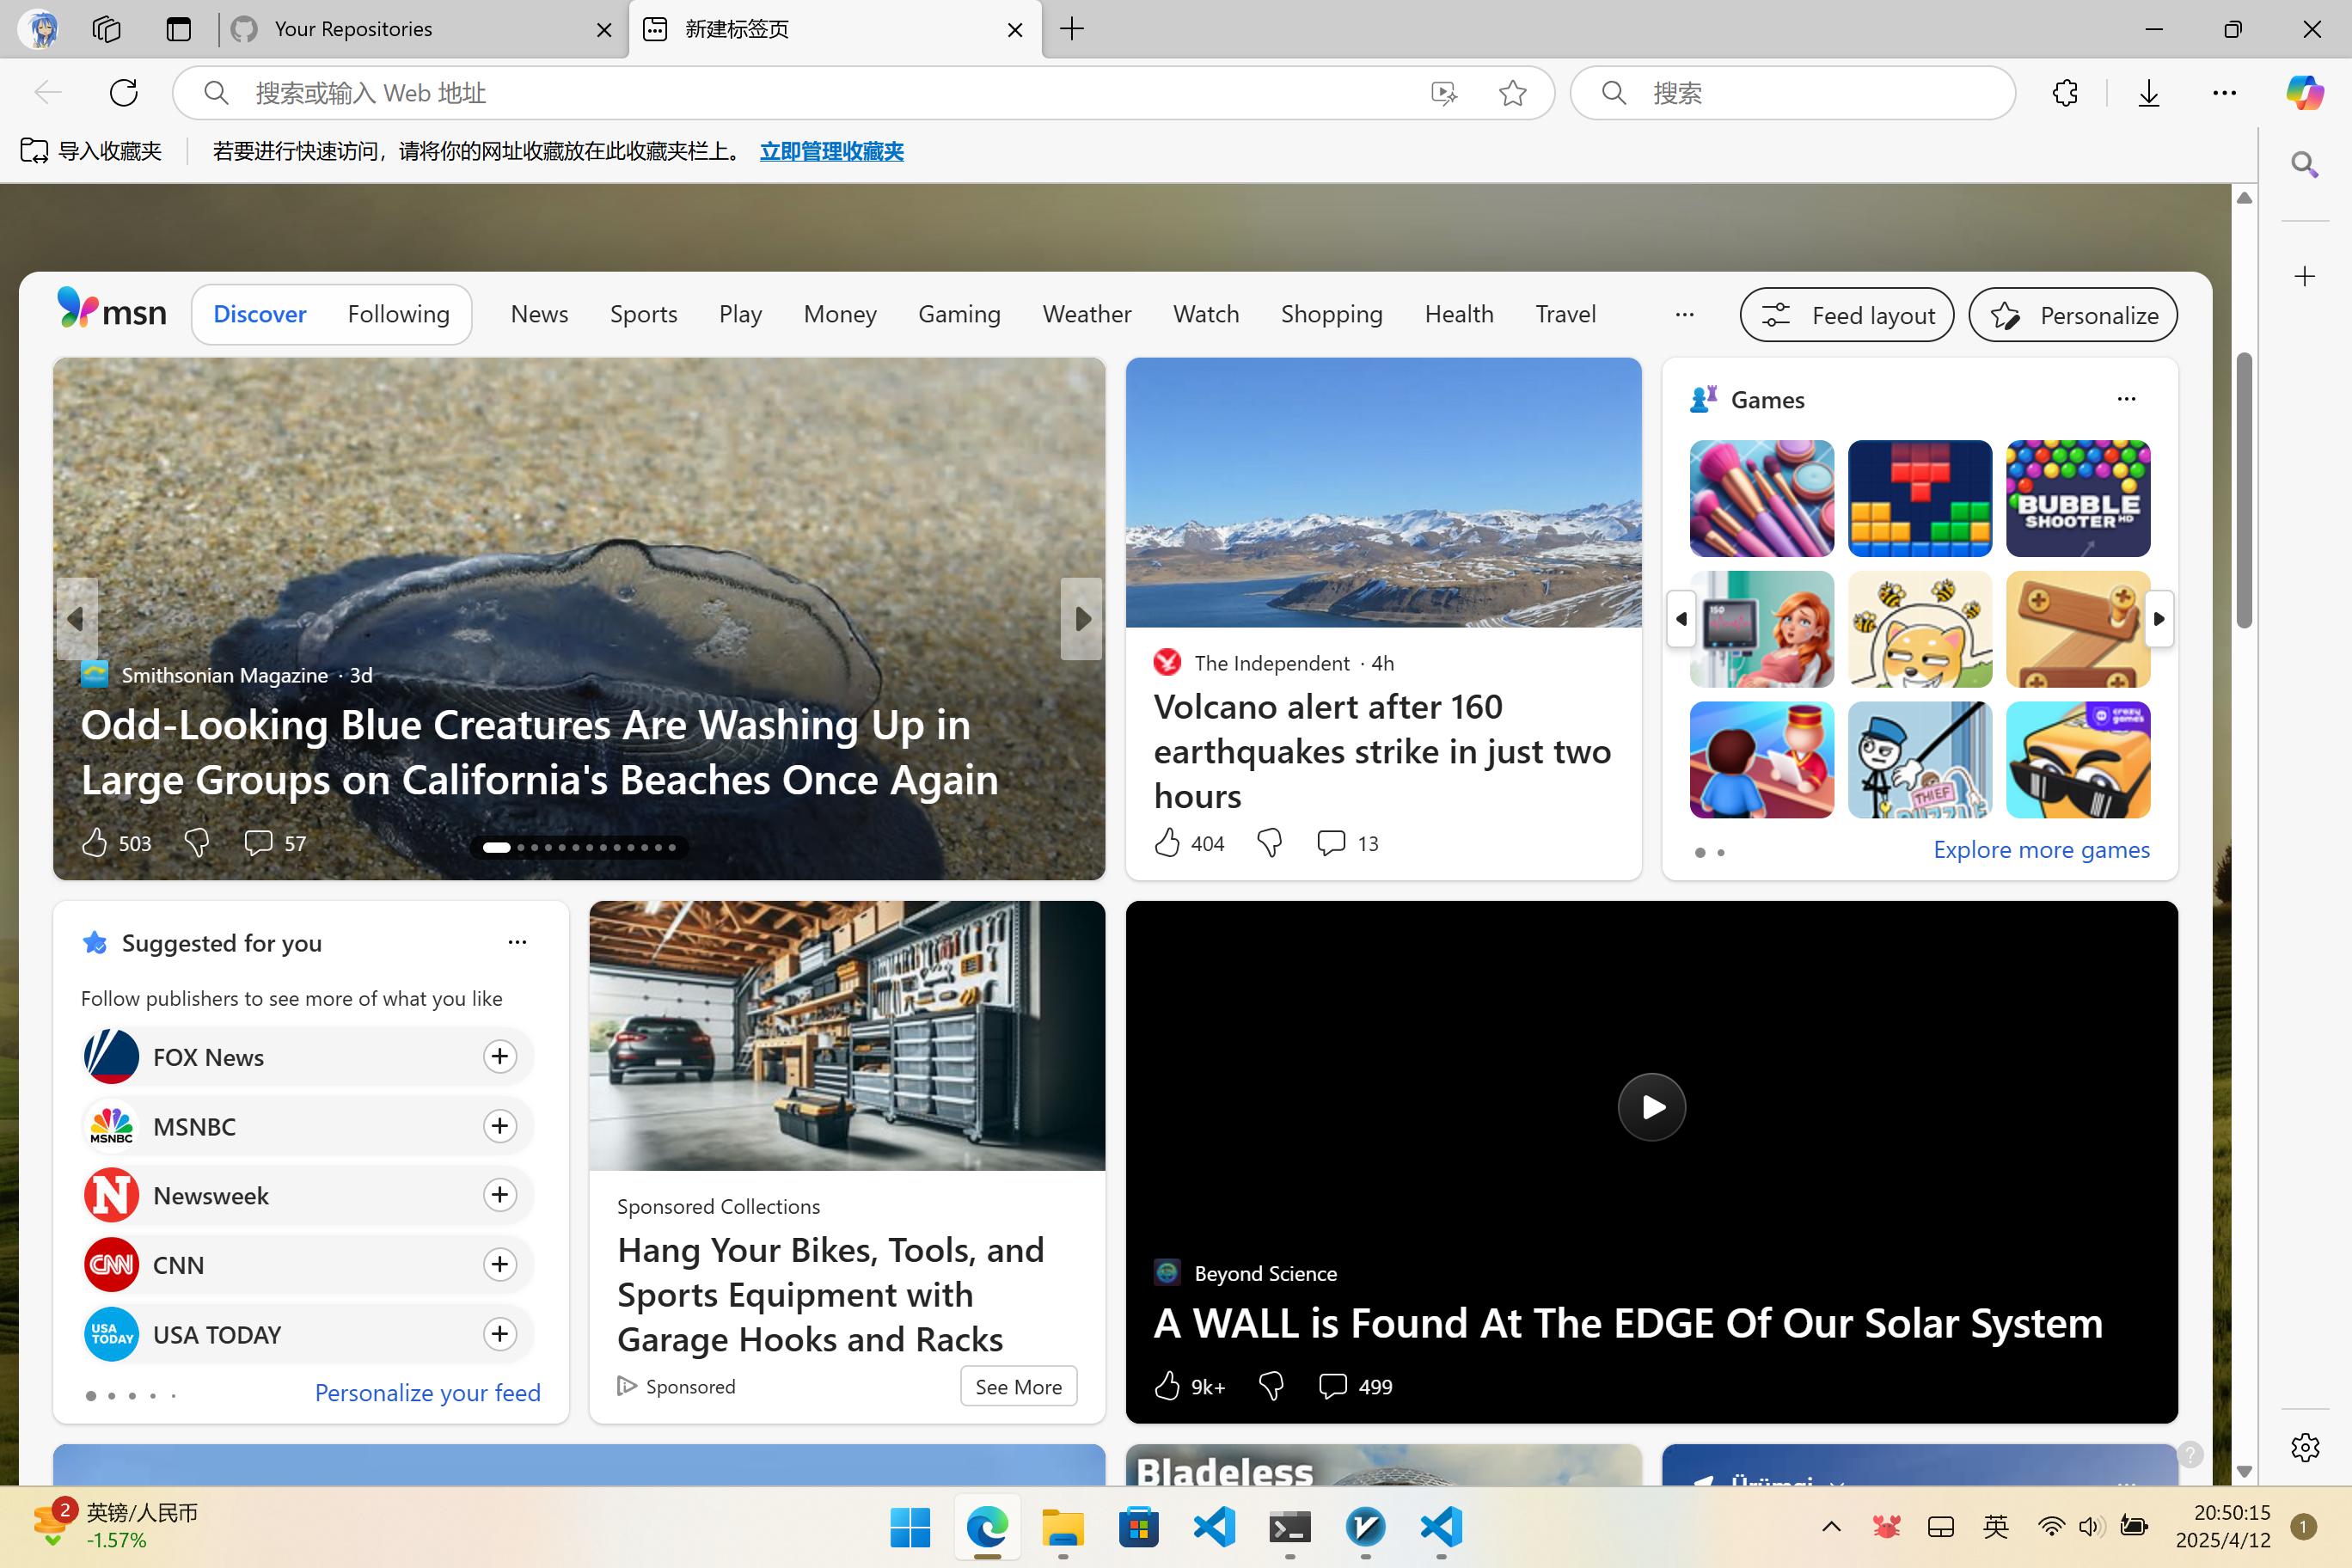 Your Repositories
新建标签页
搜索或输入 Web 地址
搜索
导入收藏夹
若要进行快速访问，请将你的网址收藏放在此收藏夹栏上。 立即管理收藏夹
msn
Discover
Following
News
Sports
Play
Money
Gaming
Weather
Watch
Shopping
Health
Travel
Feed layout
Personalize
Smithsonian Magazine · 3d
Odd-Looking Blue Creatures Are Washing Up in
Large Groups on California's Beaches Once Again
503
57
The Independent · 4h
Volcano alert after 160
earthquakes strike in just two
hours
404
13
Games
BUBBLE
SHOOTER HD
150
crazy
games
THIEF
PUZZLE
Explore more games
Suggested for you
Follow publishers to see more of what you like
FOX News
MSNBC
MSNBC
N
Newsweek
CNN
CNN
USA
TODAY
USA TODAY
Personalize your feed
Sponsored Collections
Hang Your Bikes, Tools, and
Sports Equipment with
Garage Hooks and Racks
Sponsored
See More
Beyond Science
A WALL is Found At The EDGE Of Our Solar System
9k+
499
Bladeless
Ürümqi
?
2
英镑/人民币
-1.57%
英
20:50:15
2025/4/12
1